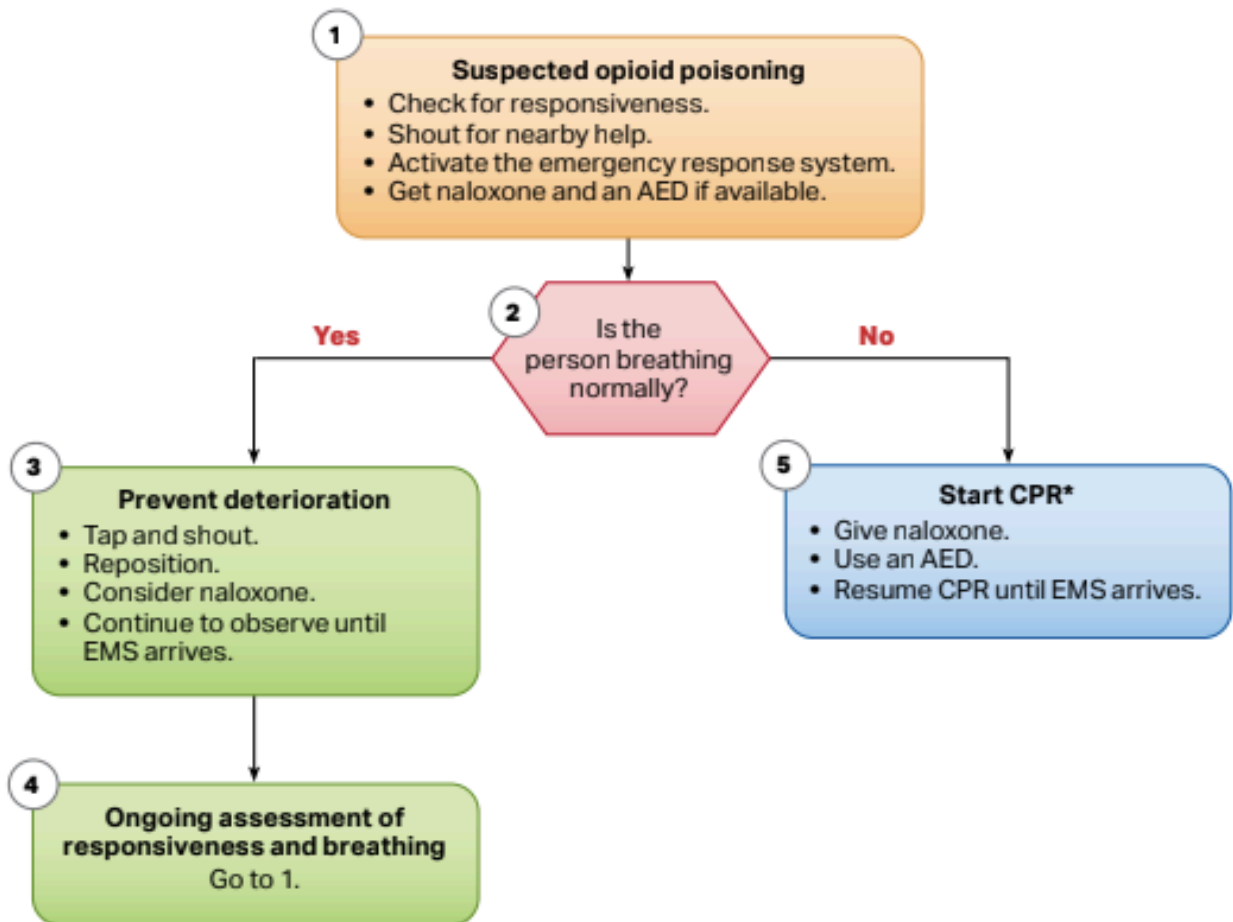 1
Suspected opioid poisoning
• Check for responsiveness.
• Shout for nearby help.
• Activate the emergency response system.
• Get naloxone and an AED if available.
2
Is the
person breathing
normally?
Yes
No
3
Prevent deterioration
• Tap and shout.
• Reposition.
• Consider naloxone.
• Continue to observe until
EMS arrives.
5
Start CPR*
• Give naloxone.
• Use an AED.
• Resume CPR until EMS arrives.
4
Ongoing assessment of
responsiveness and breathing
Go to 1.